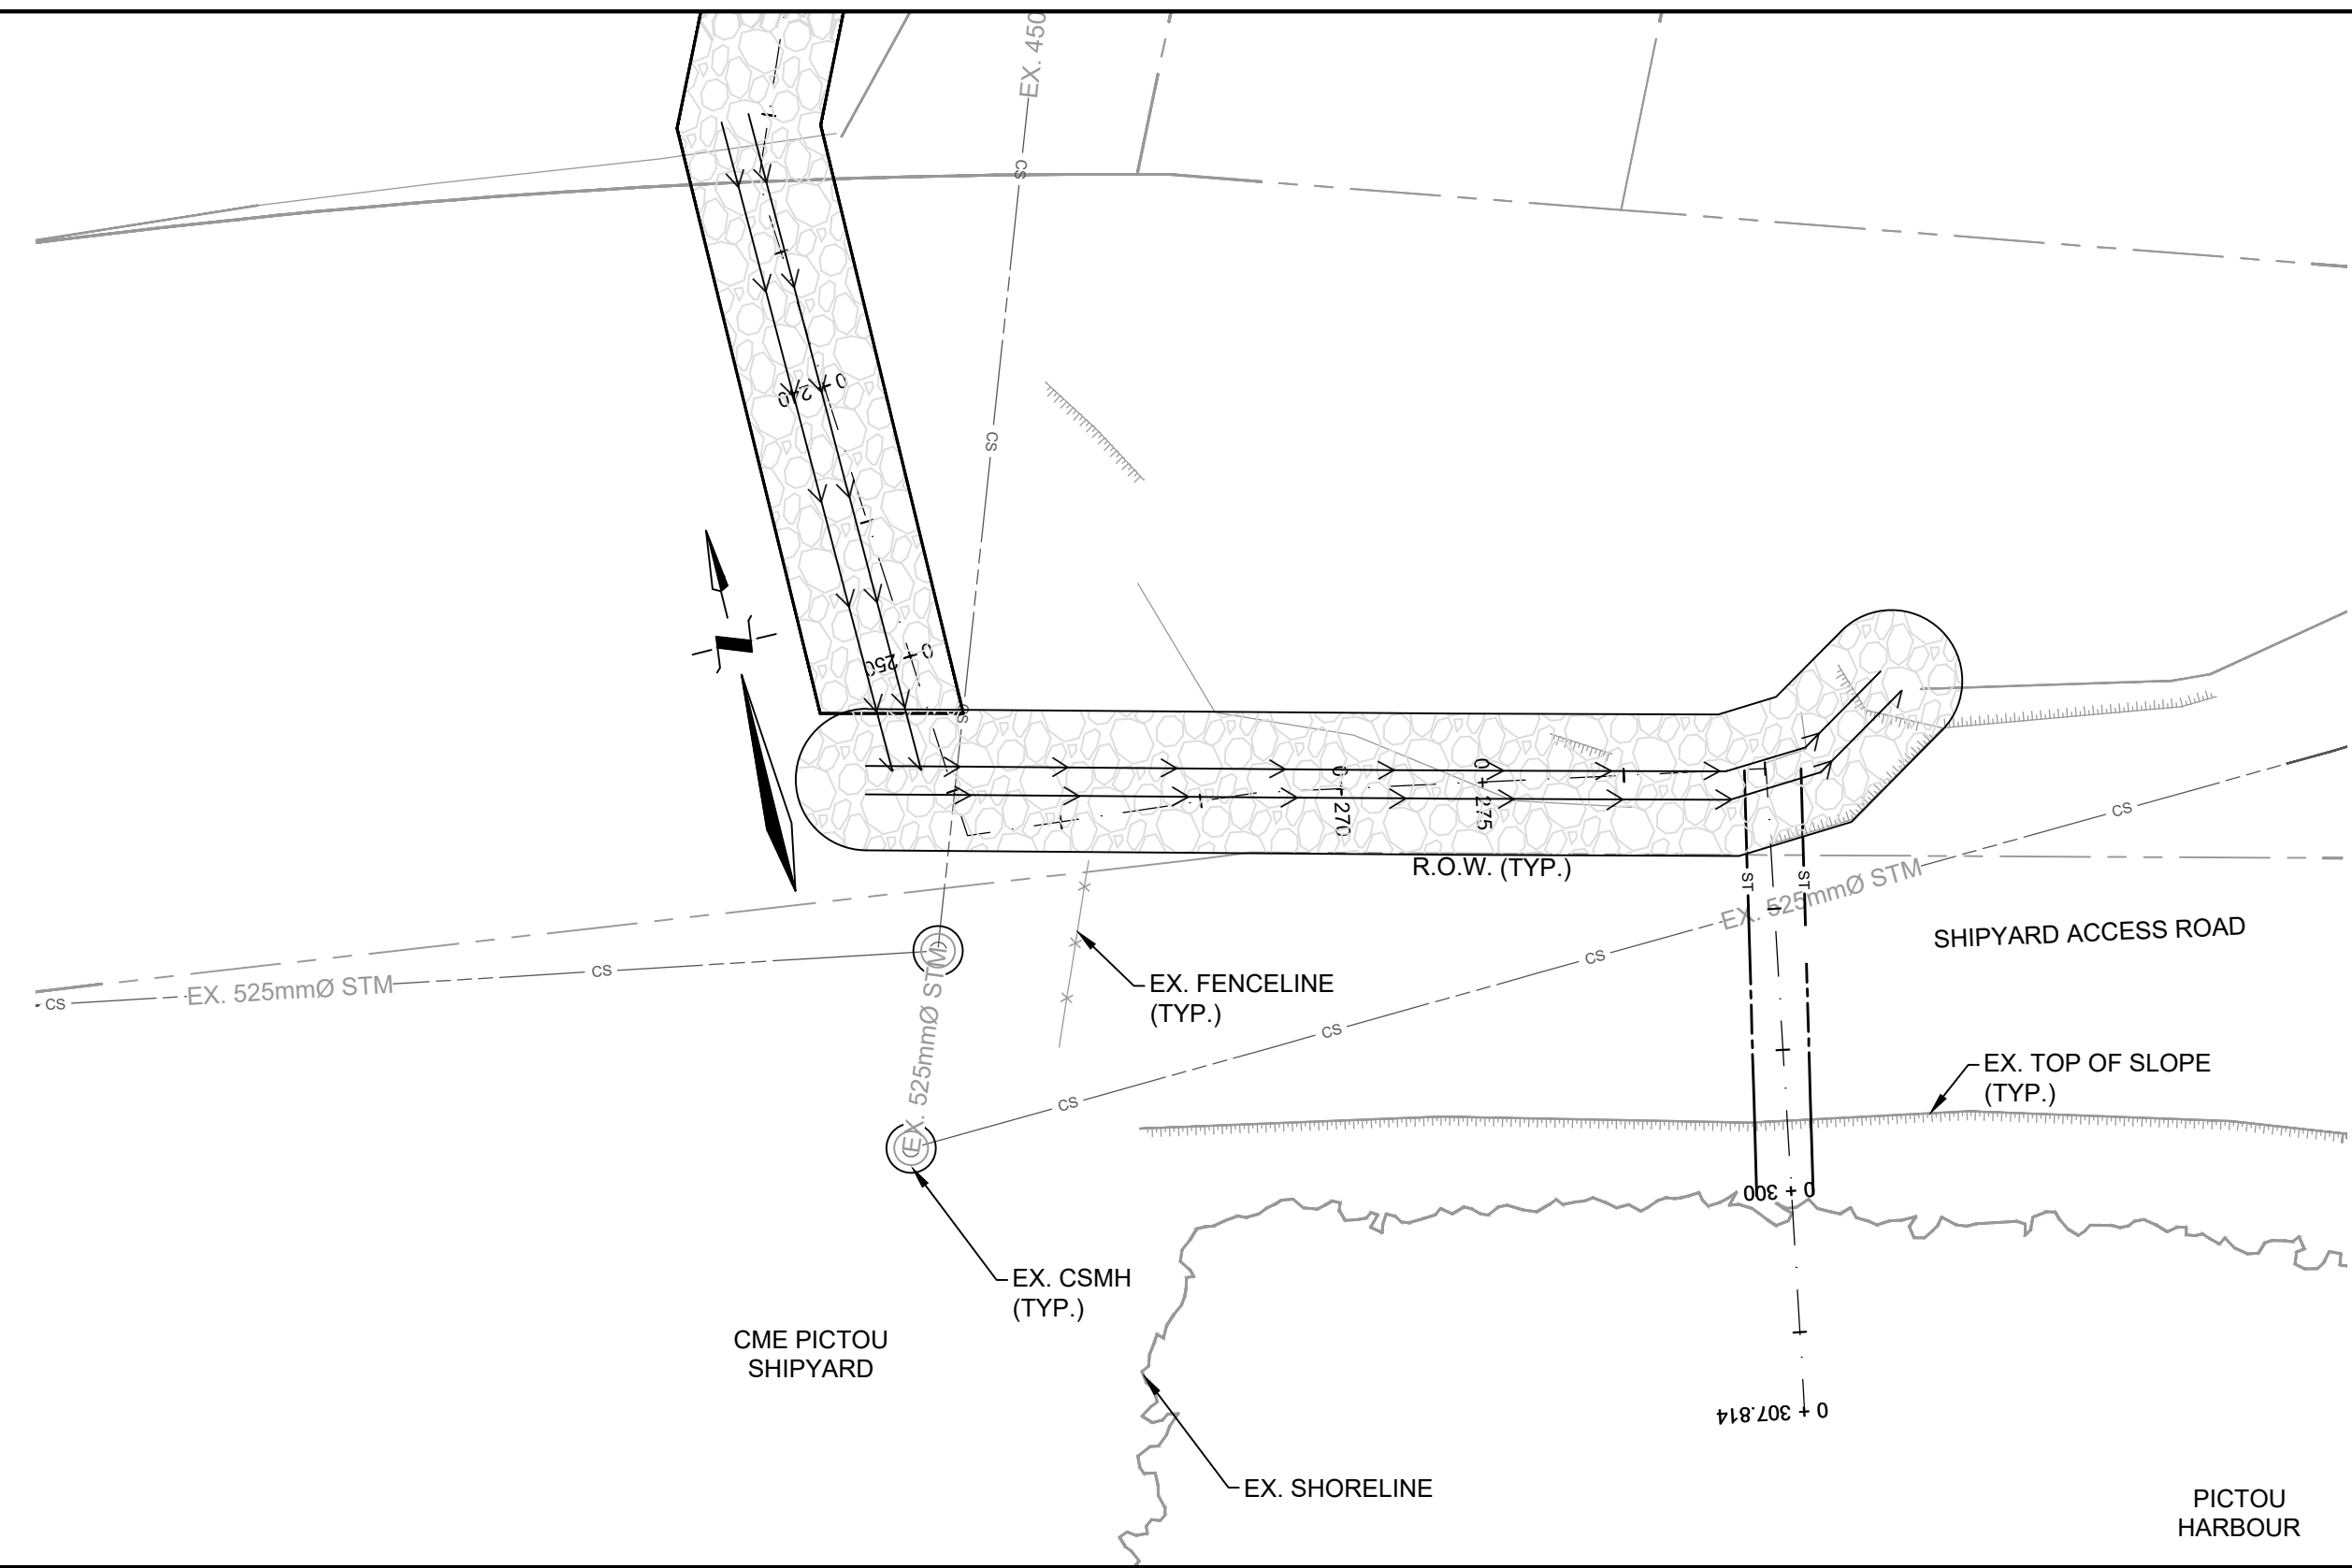 EX. 450
CS
CS
0 + 240
0 + 250
CS
0 + 270
0 + 275
R.O.W. (TYP.)
ST
ST
CS
EX. 525mmØ STM
SHIPYARD ACCESS ROAD
CS
EX. 525mmØ STM
CS
EX. 525mmØ STM
EX. FENCELINE
(TYP.)
CS
CS
CS
EX. TOP OF SLOPE
(TYP.)
0 + 300
EX. CSMH
(TYP.)
CME PICTOU
SHIPYARD
0 + 307.814
EX. SHORELINE
PICTOU
HARBOUR